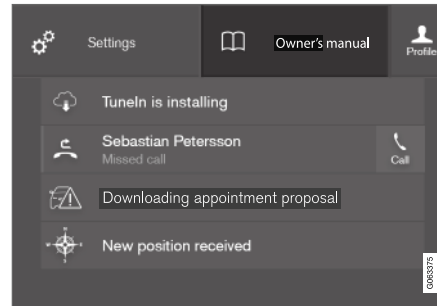 Settings
Owner's manual
Profile
TuneIn is installing
Sebastian Petersson
Missed call
Call
Downloading appointment proposal
New position received
G063375